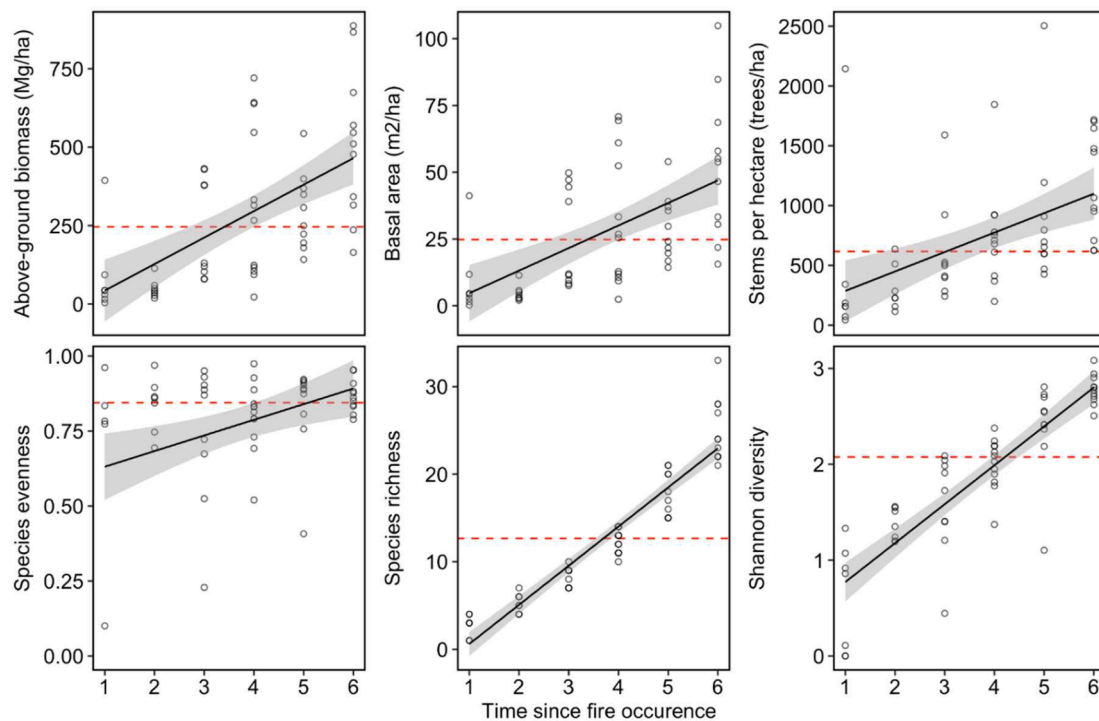 Above-ground biomass (Mg/ha)
750
500
250
0
Basal area (m2/ha)
100
75
50
25
0
Stems per hectare (trees/ha)
2500
2000
1500
1000
500
0
Species evenness
1.00
0.75
0.50
0.25
0.00
1 2 3 4 5 6
Species richness
30
20
10
0
1 2 3 4 5 6
Shannon diversity
3
2
1
0
1 2 3 4 5 6
Time since fire occurence